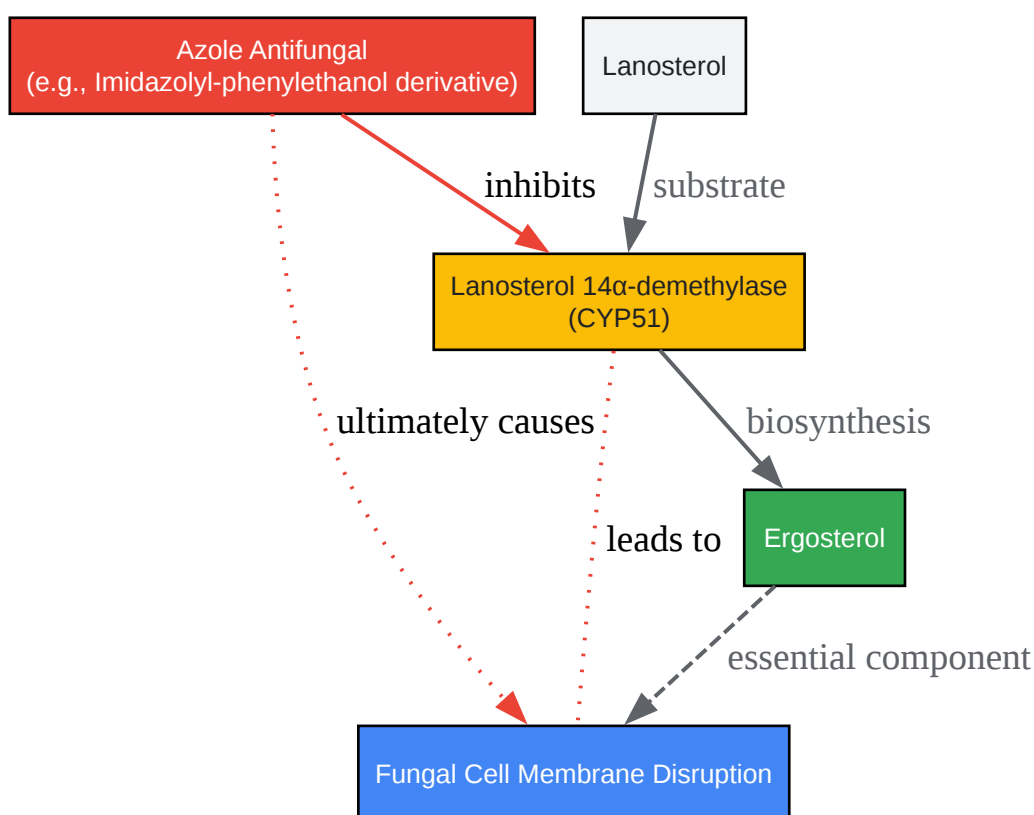 Azole Antifungal
(e.g., Imidazolyl-phenylethanol derivative)
Lanosterol
inhibits
substrate
Lanosterol 14α-demethylase
(CYP51)
ultimately causes
biosynthesis
leads to
Ergosterol
essential component
Fungal Cell Membrane Disruption